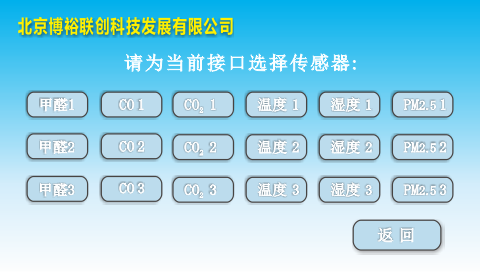 北京博裕联创科技发展有限公司
请为当前接口选择传感器:
甲醛1 CO 1 CO₂ 1 温度 1 湿度 1 PM2.5 1
甲醛2 CO 2 CO₂ 2 温度 2 湿度 2 PM2.5 2
甲醛3 CO 3 CO₂ 3 温度 3 湿度 3 PM2.5 3
返 回